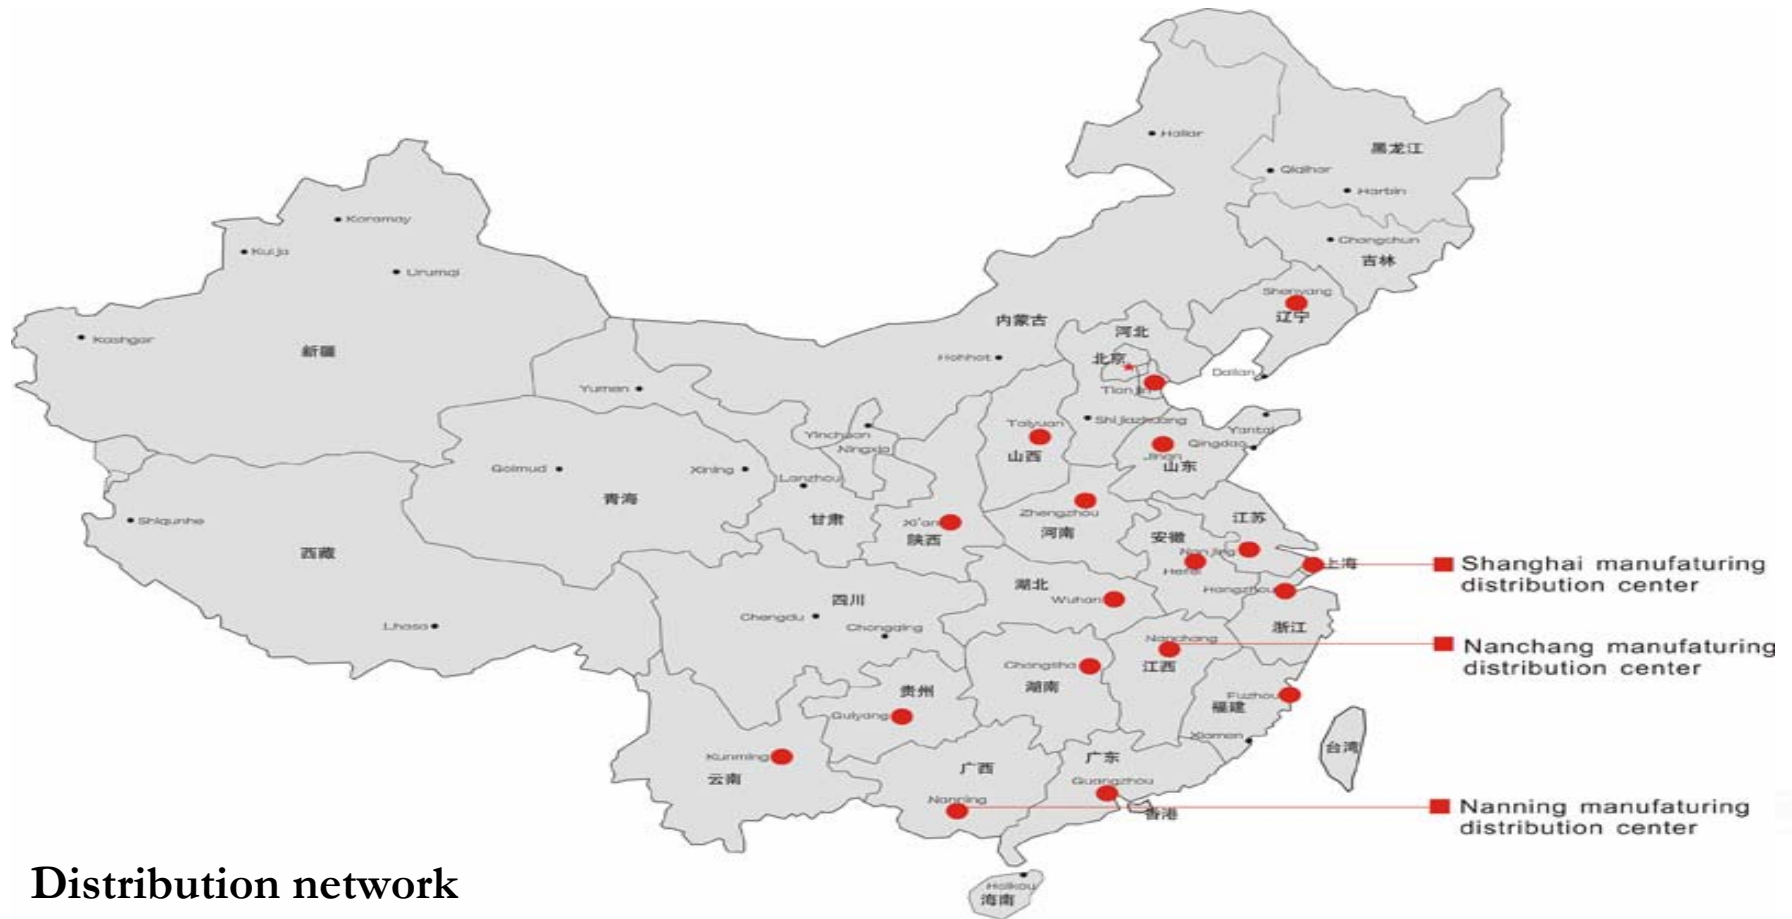 Hailar
黑龙江
Qiqihar
Harbin
Karamay
Changchun
Kuija
吉林
Urumqi
Shenyang
辽宁
内蒙古
河北
Kashgar
新疆
北京
Hohhot
Dalian
Yumen
Tianjin
Taiyuan
Shijiazhuang
Yantai
Yinchuan
Qingdao
Ningxia
山西
Jinan
山东
Golmud
Xining
Lanzhou
青海
Shiqunhe
甘肃
Xi'an
陕西
Zhengzhou
河南
江苏
安徽
西藏
Nanjing
Hefei
上海
Shanghai manufaturing
distribution center
湖北
Wuhan
Hangzhou
四川
Chengdu
Chongqing
Lhasa
浙江
Nanchang
江西
Nanchang manufaturing
distribution center
Changsha
湖南
贵州
Guiyang
Fuzhou
福建
Xiamen
台湾
Kunming
云南
广西
广东
Guangzhou
Nanning
香港
Nanning manufaturing
distribution center
Haikou
海南
Distribution network